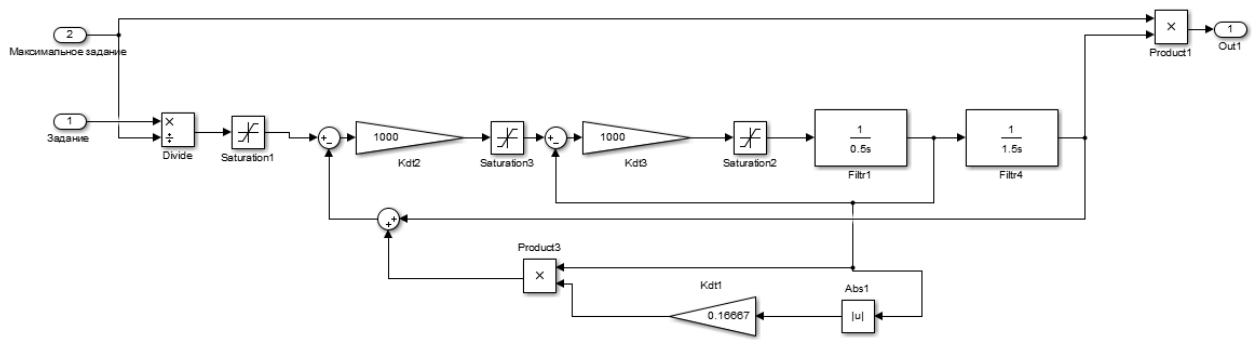 2
Максимальное задание
×
Product1
1
Out1
1
Задание
×
÷
Divide
Saturation1
+
−
1000
Kdt2
Saturation3
+
−
1000
Kdt3
Saturation2
1
0.5s
Filtr1
1
1.5s
Filtr4
+
+
Product3
×
Kdt1
0.16667
Abs1
|u|